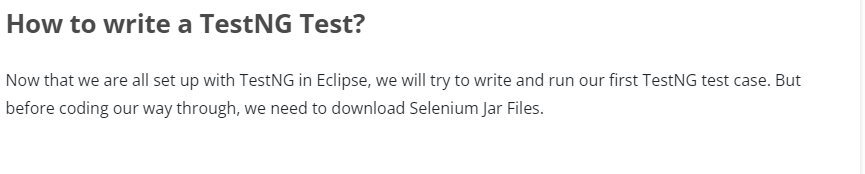 How to write a TestNG Test?
Now that we are all set up with TestNG in Eclipse, we will try to write and run our first TestNG test case. But
before coding our way through, we need to download Selenium Jar Files.